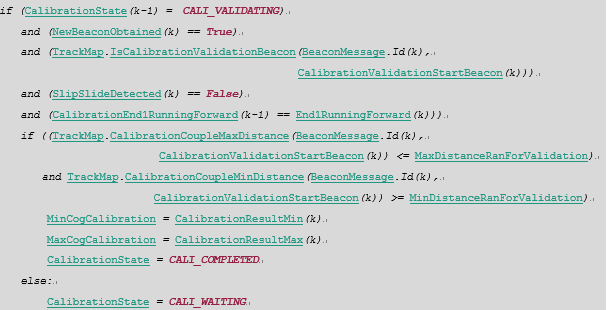 if (CalibrationState(k-1) = CALI_VALIDATING)
and (NewBeaconObtained(k) == True)
and (TrackMap.IsCalibrationValidationBeacon(BeaconMessage.Id(k),
CalibrationValidationStartBeacon(k)))
and (SlipSlideDetected(k) == False)
and (CalibrationEnd1RunningForward(k-1) == End1RunningForward(k)))
if ((TrackMap.CalibrationCoupleMaxDistance(BeaconMessage.Id(k),
CalibrationValidationStartBeacon(k)) <= MaxDistanceRanForValidation)
and TrackMap.CalibrationCoupleMinDistance(BeaconMessage.Id(k),
CalibrationValidationStartBeacon(k)) >= MinDistanceRanForValidation)
MinCogCalibration = CalibrationResultMin(k)
MaxCogCalibration = CalibrationResultMax(k)
CalibrationState = CALI_COMPLETED
else:
CalibrationState = CALI_WAITING